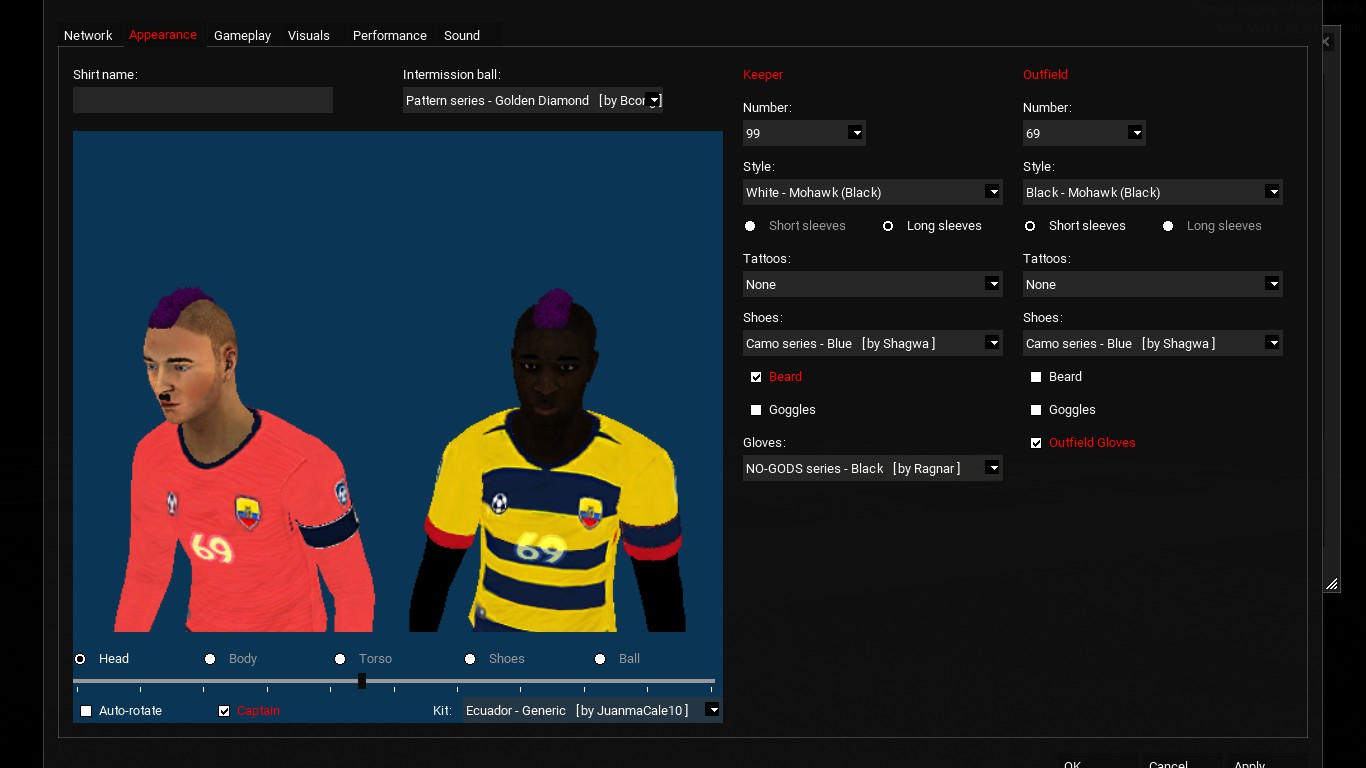 Network Appearance Gameplay Visuals Performance Sound
Shirt name:
Intermission ball:
Pattern series - Golden Diamond [by
69
69
Head Body Torso Shoes Ball
Auto-rotate Captain Kit: Ecuador - Generic [by JuanmaCale10 ]
Keeper
Number:
99
Style:
White - Mohawk (Black)
Short sleeves Long sleeves
Tattoos:
None
Shoes:
Camo series - Blue [by Shagwa ]
Beard
Goggles
Gloves:
NO-GODS series - Black [by Ragnar ]
Outfield
Number:
69
Style:
Black - Mohawk (Black)
Short sleeves Long sleeves
Tattoos:
None
Shoes:
Camo series - Blue [by Shagwa ]
Beard
Goggles
Outfield Gloves
OK Cancel Apply